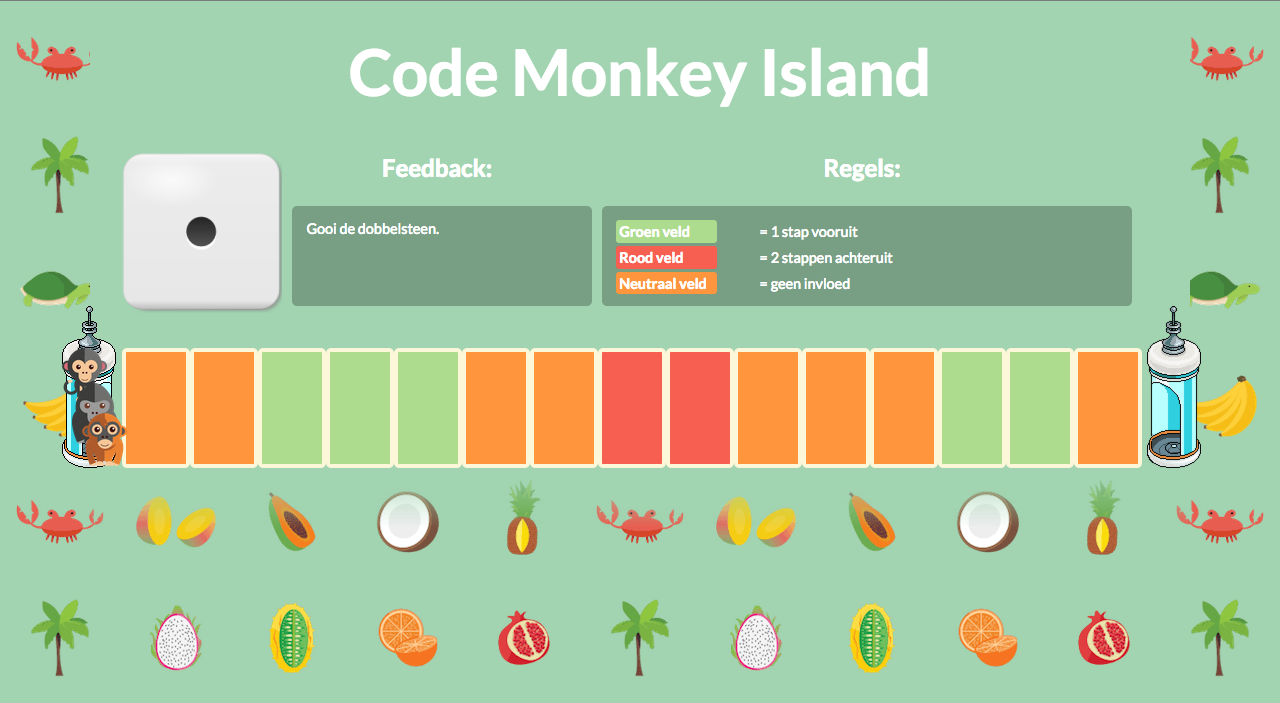 Code Monkey Island
Feedback:
Regels:
Gooi de dobbelsteen.
Groen veld = 1 stap vooruit
Rood veld = 2 stappen achteruit
Neutraal veld = geen invloed